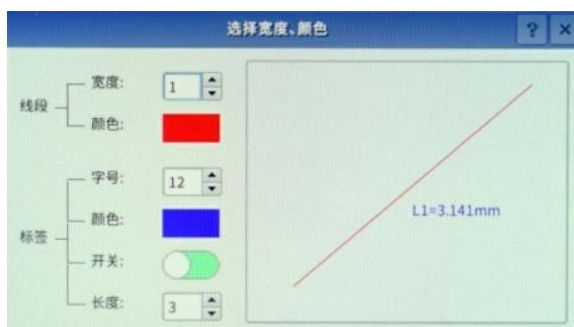 选择宽度、颜色
? ×
线段
宽度: 1
颜色:
标签
字号: 12
颜色:
L1=3.141mm
开关:
长度: 3